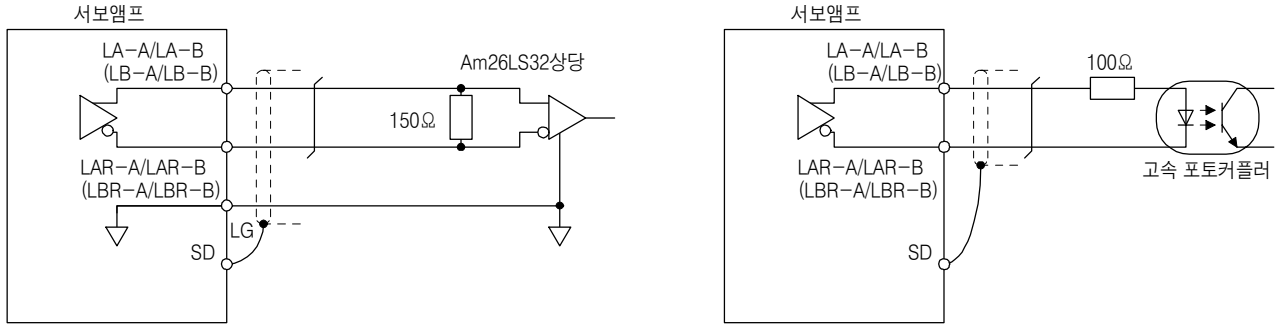 서보앰프
LA-A/LA-B
(LB-A/LB-B)
Am26LS32상당
150Ω
LAR-A/LAR-B
(LBR-A/LBR-B)
LG
SD
서보앰프
LA-A/LA-B
(LB-A/LB-B)
100Ω
LAR-A/LAR-B
(LBR-A/LBR-B)
고속 포토커플러
SD